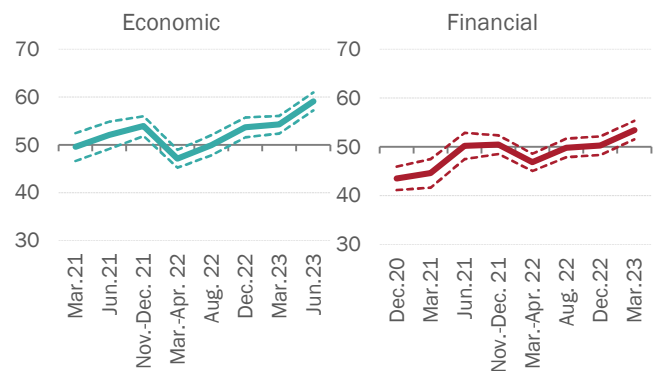 Economic
70
60
50
40
30
Mar.21
Jun.21
Nov.-Dec. 21
Mar.-Apr. 22
Aug. 22
Dec.22
Mar.23
Jun.23
Financial
70
60
50
40
30
Dec.20
Mar.21
Jun.21
Nov.-Dec. 21
Mar.-Apr. 22
Aug. 22
Dec.22
Mar.23